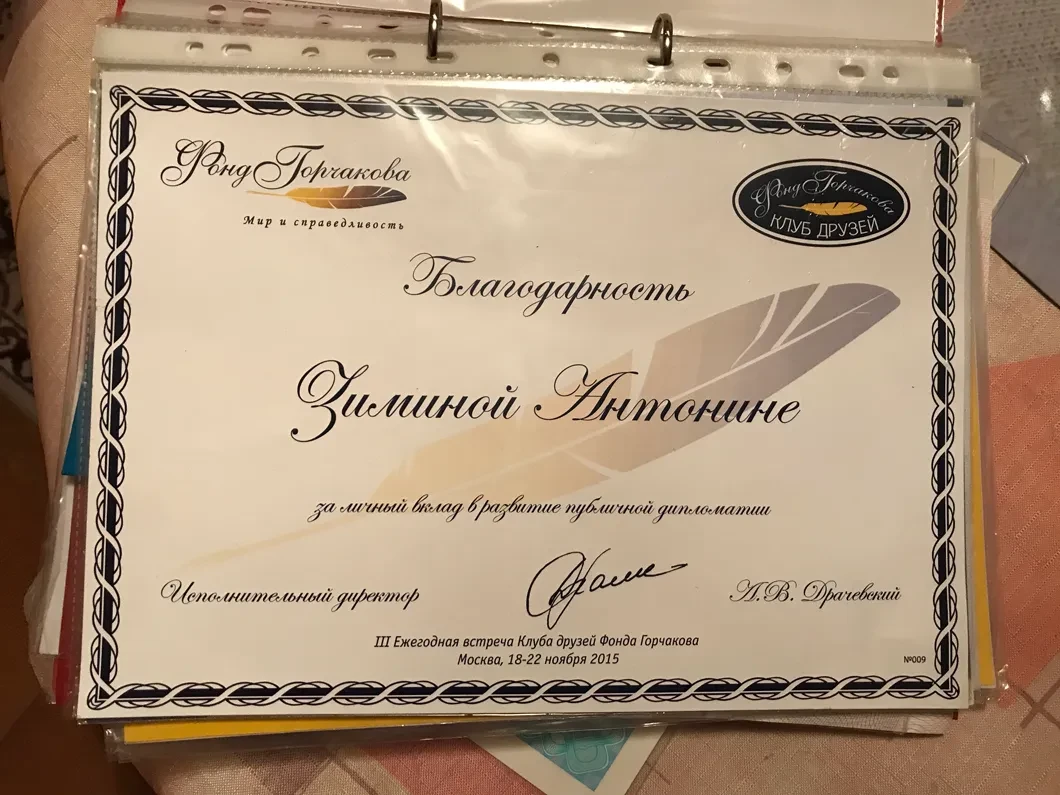 Фонд Горчакова
Мир и справедливость
Фонд Горчакова
КЛУБ ДРУЗЕЙ
Благодарность
Зиминой Антонине
за личный вклад в развитие публичной дипломатии
Исполнительный директор
А.В. Драчевский
III Ежегодная встреча Клуба друзей Фонда Горчакова
Москва, 18-22 ноября 2015
№009